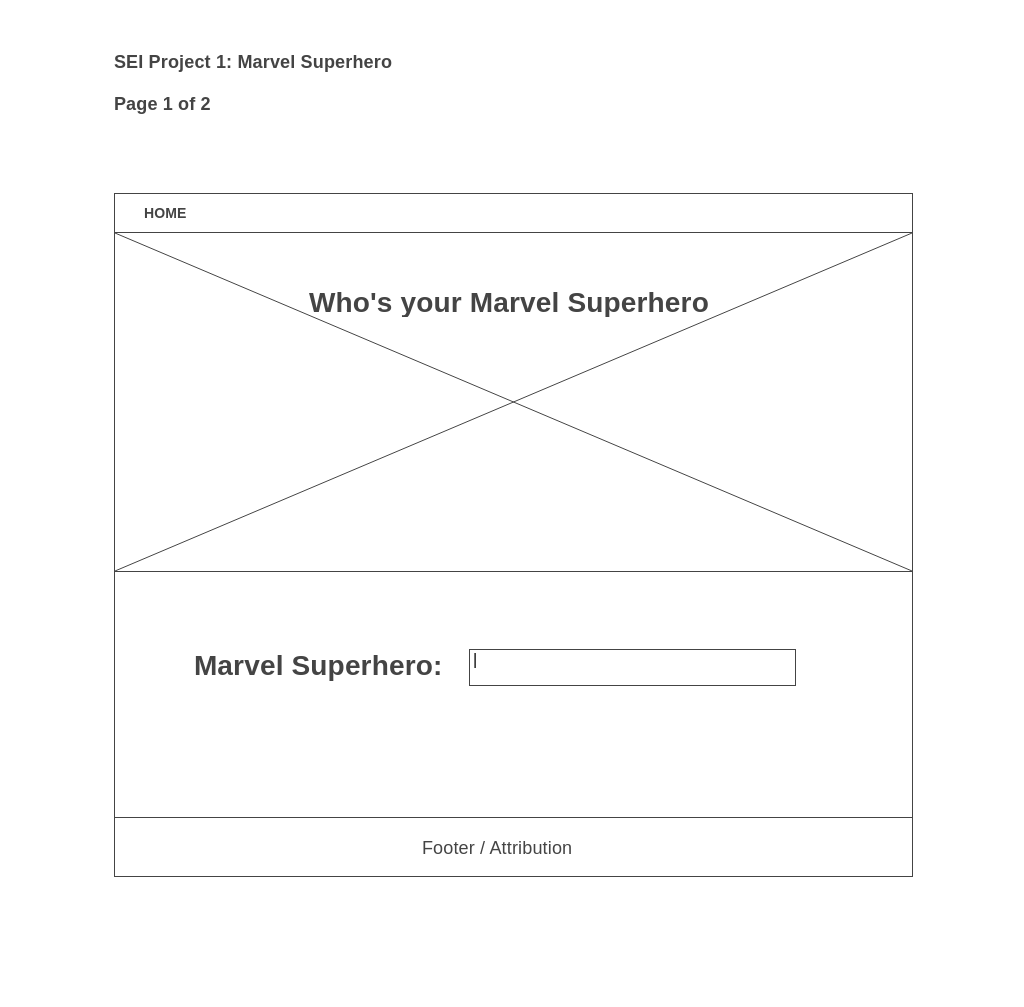 SEI Project 1: Marvel Superhero
Page 1 of 2
HOME
Who's your Marvel Superhero
Marvel Superhero:
Footer / Attribution